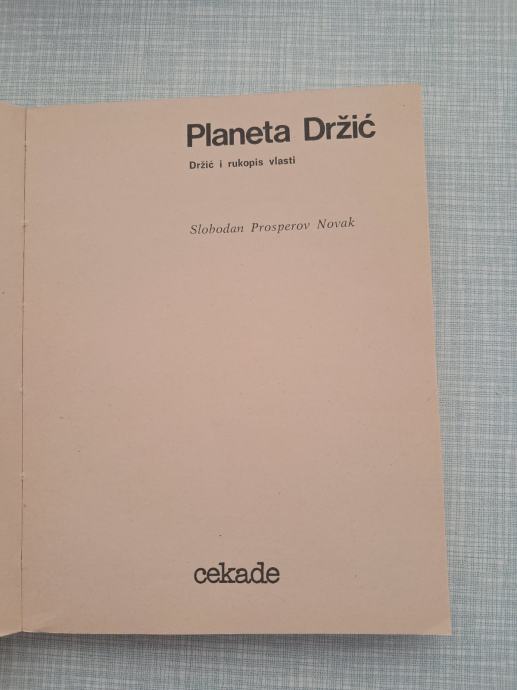 Planeta Držić
Držić i rukopis vlasti
Slobodan Prosperov Novak
cekade